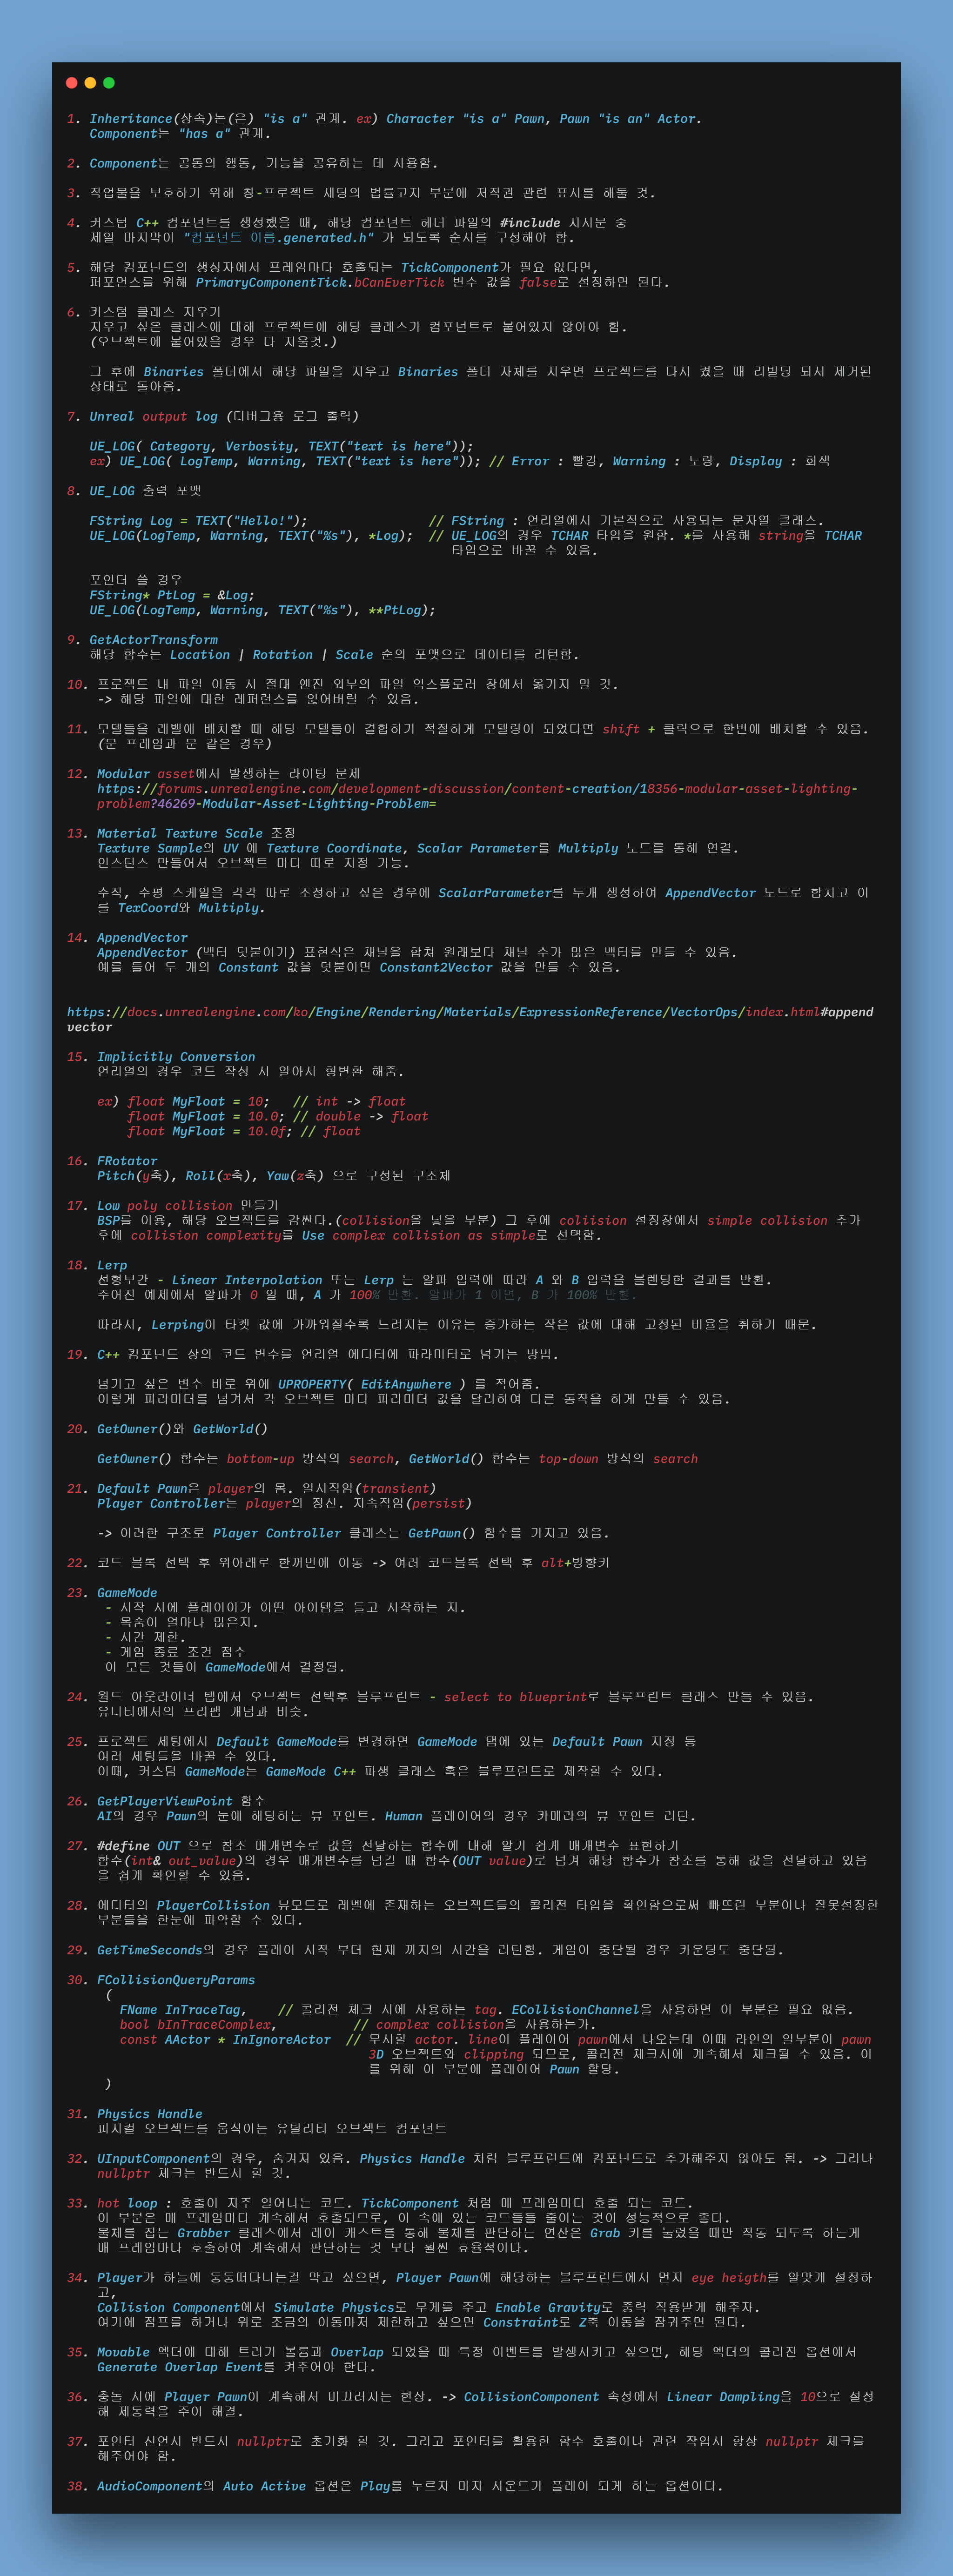 1. Inheritance(상속)는(은) "is a" 관계. ex) Character "is a" Pawn, Pawn "is an" Actor.
Component는 "has a" 관계.
2. Component는 공통의 행동, 기능을 공유하는 데 사용함.
3. 작업물을 보호하기 위해 창-프로젝트 세팅의 법률고지 부분에 저작권 관련 표시를 해둘 것.
4. 커스텀 C++ 컴포넌트를 생성했을 때, 해당 컴포넌트 헤더 파일의 #include 지시문 중
제일 마지막이 "컴포넌트 이름.generated.h" 가 되도록 순서를 구성해야 함.
5. 해당 컴포넌트의 생성자에서 프레임마다 호출되는 TickComponent가 필요 없다면,
퍼포먼스를 위해 PrimaryComponentTick.bCanEverTick 변수 값을 false로 설정하면 된다.
6. 커스텀 클래스 지우기
지우고 싶은 클래스에 대해 프로젝트에 해당 클래스가 컴포넌트로 붙어있지 않아야 함.
(오브젝트에 붙어있을 경우 다 지울것.)
그 후에 Binaries 폴더에서 해당 파일을 지우고 Binaries 폴더 자체를 지우면 프로젝트를 다시 켰을 때 리빌딩 되서 제거된
상태로 돌아옴.
7. Unreal output log (디버그용 로그 출력)
UE_LOG( Category, Verbosity, TEXT("text is here"));
ex) UE_LOG( LogTemp, Warning, TEXT("text is here")); // Error : 빨강, Warning : 노랑, Display : 회색
8. UE_LOG 출력 포맷
FString Log = TEXT("Hello!"); // FString : 언리얼에서 기본적으로 사용되는 문자열 클래스.
UE_LOG(LogTemp, Warning, TEXT("%s"), *Log); // UE_LOG의 경우 TCHAR 타입을 원함. *를 사용해 string을 TCHAR
타입으로 바꿀 수 있음.
포인터 쓸 경우
FString* PtLog = &Log;
UE_LOG(LogTemp, Warning, TEXT("%s"), **PtLog);
9. GetActorTransform
해당 함수는 Location | Rotation | Scale 순의 포맷으로 데이터를 리턴함.
10. 프로젝트 내 파일 이동 시 절대 엔진 외부의 파일 익스플로러 창에서 옮기지 말 것.
-> 해당 파일에 대한 레퍼런스를 잃어버릴 수 있음.
11. 모델들을 레벨에 배치할 때 해당 모델들이 결합하기 적절하게 모델링이 되었다면 shift + 클릭으로 한번에 배치할 수 있음.
(문 프레임과 문 같은 경우)
12. Modular asset에서 발생하는 라이팅 문제
https://forums.unrealengine.com/development-discussion/content-creation/18356-modular-asset-lighting-
problem?46269-Modular-Asset-Lighting-Problem=
13. Material Texture Scale 조정
Texture Sample의 UV 에 Texture Coordinate, Scalar Parameter를 Multiply 노드를 통해 연결.
인스턴스 만들어서 오브젝트 마다 따로 지정 가능.
수직, 수평 스케일을 각각 따로 조정하고 싶은 경우에 ScalarParameter를 두개 생성하여 AppendVector 노드로 합치고 이
를 TexCoord와 Multiply.
14. AppendVector
AppendVector (벡터 덧붙이기) 표현식은 채널을 합쳐 원래보다 채널 수가 많은 벡터를 만들 수 있음.
예를 들어 두 개의 Constant 값을 덧붙이면 Constant2Vector 값을 만들 수 있음.
https://docs.unrealengine.com/ko/Engine/Rendering/Materials/ExpressionReference/VectorOps/index.html#append
vector
15. Implicitly Conversion
언리얼의 경우 코드 작성 시 알아서 형변환 해줌.
ex) float MyFloat = 10; // int -> float
float MyFloat = 10.0; // double -> float
float MyFloat = 10.0f; // float
16. FRotator
Pitch(y축), Roll(x축), Yaw(z축) 으로 구성된 구조체
17. Low poly collision 만들기
BSP를 이용, 해당 오브젝트를 감싼다.(collision을 넣을 부분) 그 후에 coliision 설정창에서 simple collision 추가
후에 collision complexity를 Use complex collision as simple로 선택함.
18. Lerp
선형보간 - Linear Interpolation 또는 Lerp 는 알파 입력에 따라 A 와 B 입력을 블렌딩한 결과를 반환.
주어진 예제에서 알파가 0 일 때, A 가 100% 반환. 알파가 1 이면, B 가 100% 반환.
따라서, Lerping이 타켓 값에 가까워질수록 느려지는 이유는 증가하는 작은 값에 대해 고정된 비율을 취하기 때문.
19. C++ 컴포넌트 상의 코드 변수를 언리얼 에디터에 파라미터로 넘기는 방법.
넘기고 싶은 변수 바로 위에 UPROPERTY( EditAnywhere ) 를 적어줌.
이렇게 파라미터를 넘겨서 각 오브젝트 마다 파라미터 값을 달리하여 다른 동작을 하게 만들 수 있음.
20. GetOwner()와 GetWorld()
GetOwner() 함수는 bottom-up 방식의 search, GetWorld() 함수는 top-down 방식의 search
21. Default Pawn은 player의 몸. 일시적임(transient)
Player Controller는 player의 정신. 지속적임(persist)
-> 이러한 구조로 Player Controller 클래스는 GetPawn() 함수를 가지고 있음.
22. 코드 블록 선택 후 위아래로 한꺼번에 이동 -> 여러 코드블록 선택 후 alt+방향키
23. GameMode
- 시작 시에 플레이어가 어떤 아이템을 들고 시작하는 지.
- 목숨이 얼마나 많은지.
- 시간 제한.
- 게임 종료 조건 점수
이 모든 것들이 GameMode에서 결정됨.
24. 월드 아웃라이너 탭에서 오브젝트 선택후 블루프린트 - select to blueprint로 블루프린트 클래스 만들 수 있음.
유니티에서의 프리팹 개념과 비슷.
25. 프로젝트 세팅에서 Default GameMode를 변경하면 GameMode 탭에 있는 Default Pawn 지정 등
여러 세팅들을 바꿀 수 있다.
이때, 커스텀 GameMode는 GameMode C++ 파생 클래스 혹은 블루프린트로 제작할 수 있다.
26. GetPlayerViewPoint 함수
AI의 경우 Pawn의 눈에 해당하는 뷰 포인트. Human 플레이어의 경우 카메라의 뷰 포인트 리턴.
27. #define OUT 으로 참조 매개변수로 값을 전달하는 함수에 대해 알기 쉽게 매개변수 표현하기
함수(int& out_value)의 경우 매개변수를 넘길 때 함수(OUT value)로 넘겨 해당 함수가 참조를 통해 값을 전달하고 있음
을 쉽게 확인할 수 있음.
28. 에디터의 PlayerCollision 뷰모드로 레벨에 존재하는 오브젝트들의 콜리전 타입을 확인함으로써 빠뜨린 부분이나 잘못설정한
부분들을 한눈에 파악할 수 있다.
29. GetTimeSeconds의 경우 플레이 시작 부터 현재 까지의 시간을 리턴함. 게임이 중단될 경우 카운팅도 중단됨.
30. FCollisionQueryParams
(
FName InTraceTag, // 콜리전 체크 시에 사용하는 tag. ECollisionChannel을 사용하면 이 부분은 필요 없음.
bool bInTraceComplex, // complex collision을 사용하는가.
const AActor * InIgnoreActor // 무시할 actor. line이 플레이어 pawn에서 나오는데 이때 라인의 일부분이 pawn
3D 오브젝트와 clipping 되므로, 콜리전 체크시에 계속해서 체크될 수 있음. 이
를 위해 이 부분에 플레이어 Pawn 할당.
)
31. Physics Handle
피지컬 오브젝트를 움직이는 유틸리티 오브젝트 컴포넌트
32. UInputComponent의 경우, 숨겨져 있음. Physics Handle 처럼 블루프린트에 컴포넌트로 추가해주지 않아도 됨. -> 그러나
nullptr 체크는 반드시 할 것.
33. hot loop : 호출이 자주 일어나는 코드. TickComponent 처럼 매 프레임마다 호출 되는 코드.
이 부분은 매 프레임마다 계속해서 호출되므로, 이 속에 있는 코드들들 줄이는 것이 성능적으로 좋다.
물체를 집는 Grabber 클래스에서 레이 캐스트를 통해 물체를 판단하는 연산은 Grab 키를 눌렀을 때만 작동 되도록 하는게
매 프레임마다 호출하여 계속해서 판단하는 것 보다 훨씬 효율적이다.
34. Player가 하늘에 둥둥떠다니는걸 막고 싶으면, Player Pawn에 해당하는 블루프린트에서 먼저 eye heigth를 알맞게 설정하
고,
Collision Component에서 Simulate Physics로 무게를 주고 Enable Gravity로 중력 적용받게 해주자.
여기에 점프를 하거나 위로 조금의 이동마저 제한하고 싶으면 Constraint로 Z축 이동을 잠궈주면 된다.
35. Movable 엑터에 대해 트리거 볼륨과 Overlap 되었을 때 특정 이벤트를 발생시키고 싶으면, 해당 엑터의 콜리전 옵션에서
Generate Overlap Event를 켜주어야 한다.
36. 충돌 시에 Player Pawn이 계속해서 미끄러지는 현상. -> CollisionComponent 속성에서 Linear Dampling을 10으로 설정
해 제동력을 주어 해결.
37. 포인터 선언시 반드시 nullptr로 초기화 할 것. 그리고 포인터를 활용한 함수 호출이나 관련 작업시 항상 nullptr 체크를
해주어야 함.
38. AudioComponent의 Auto Active 옵션은 Play를 누르자 마자 사운드가 플레이 되게 하는 옵션이다.